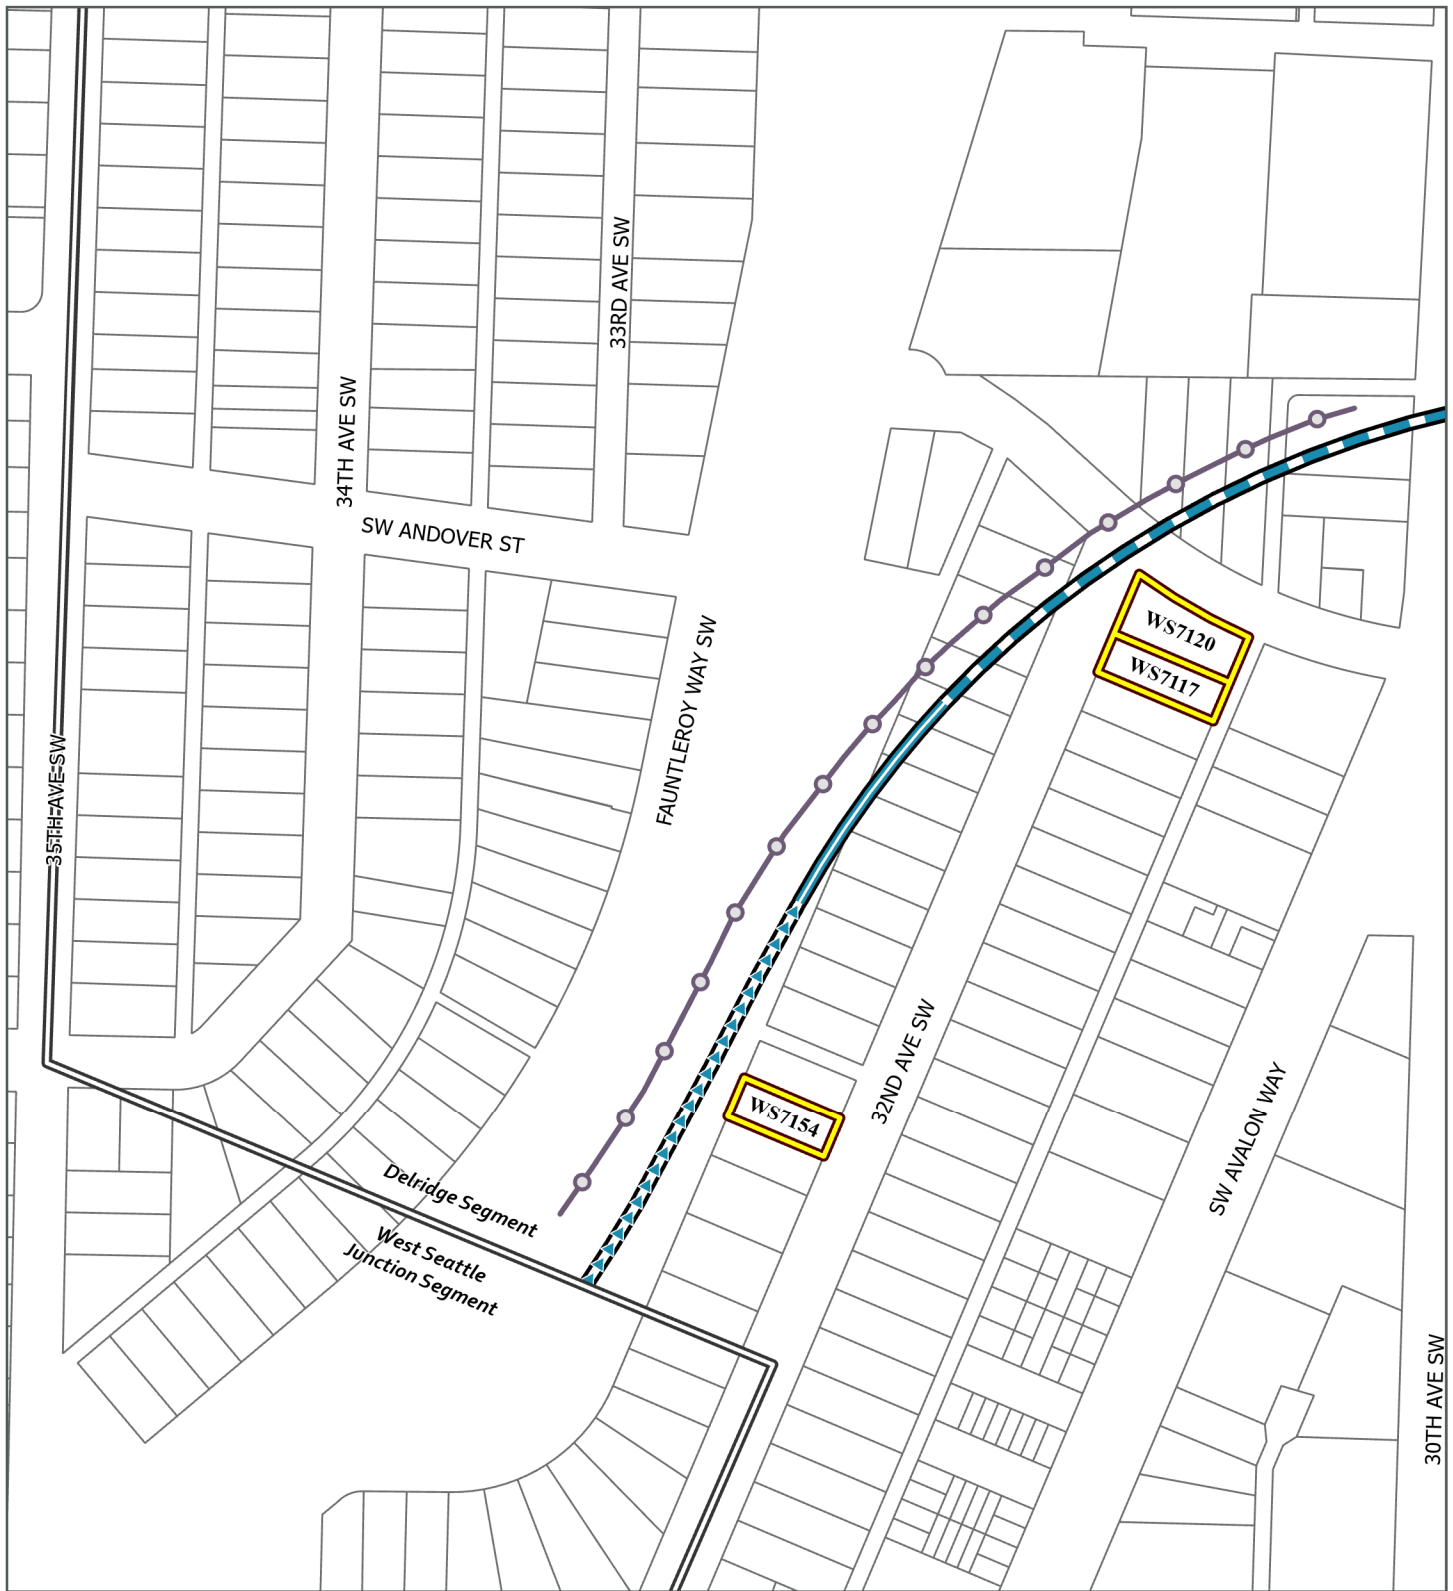 33RD AVE SW
34TH AVE SW
SW ANDOVER ST
WS7120
WS7117
FAUNTLEROY WAY SW
35TH AVE SW
32ND AVE SW
WS7154
SW AVALON WAY
Delridge Segment
West Seattle
Junction Segment
30TH AVE SW